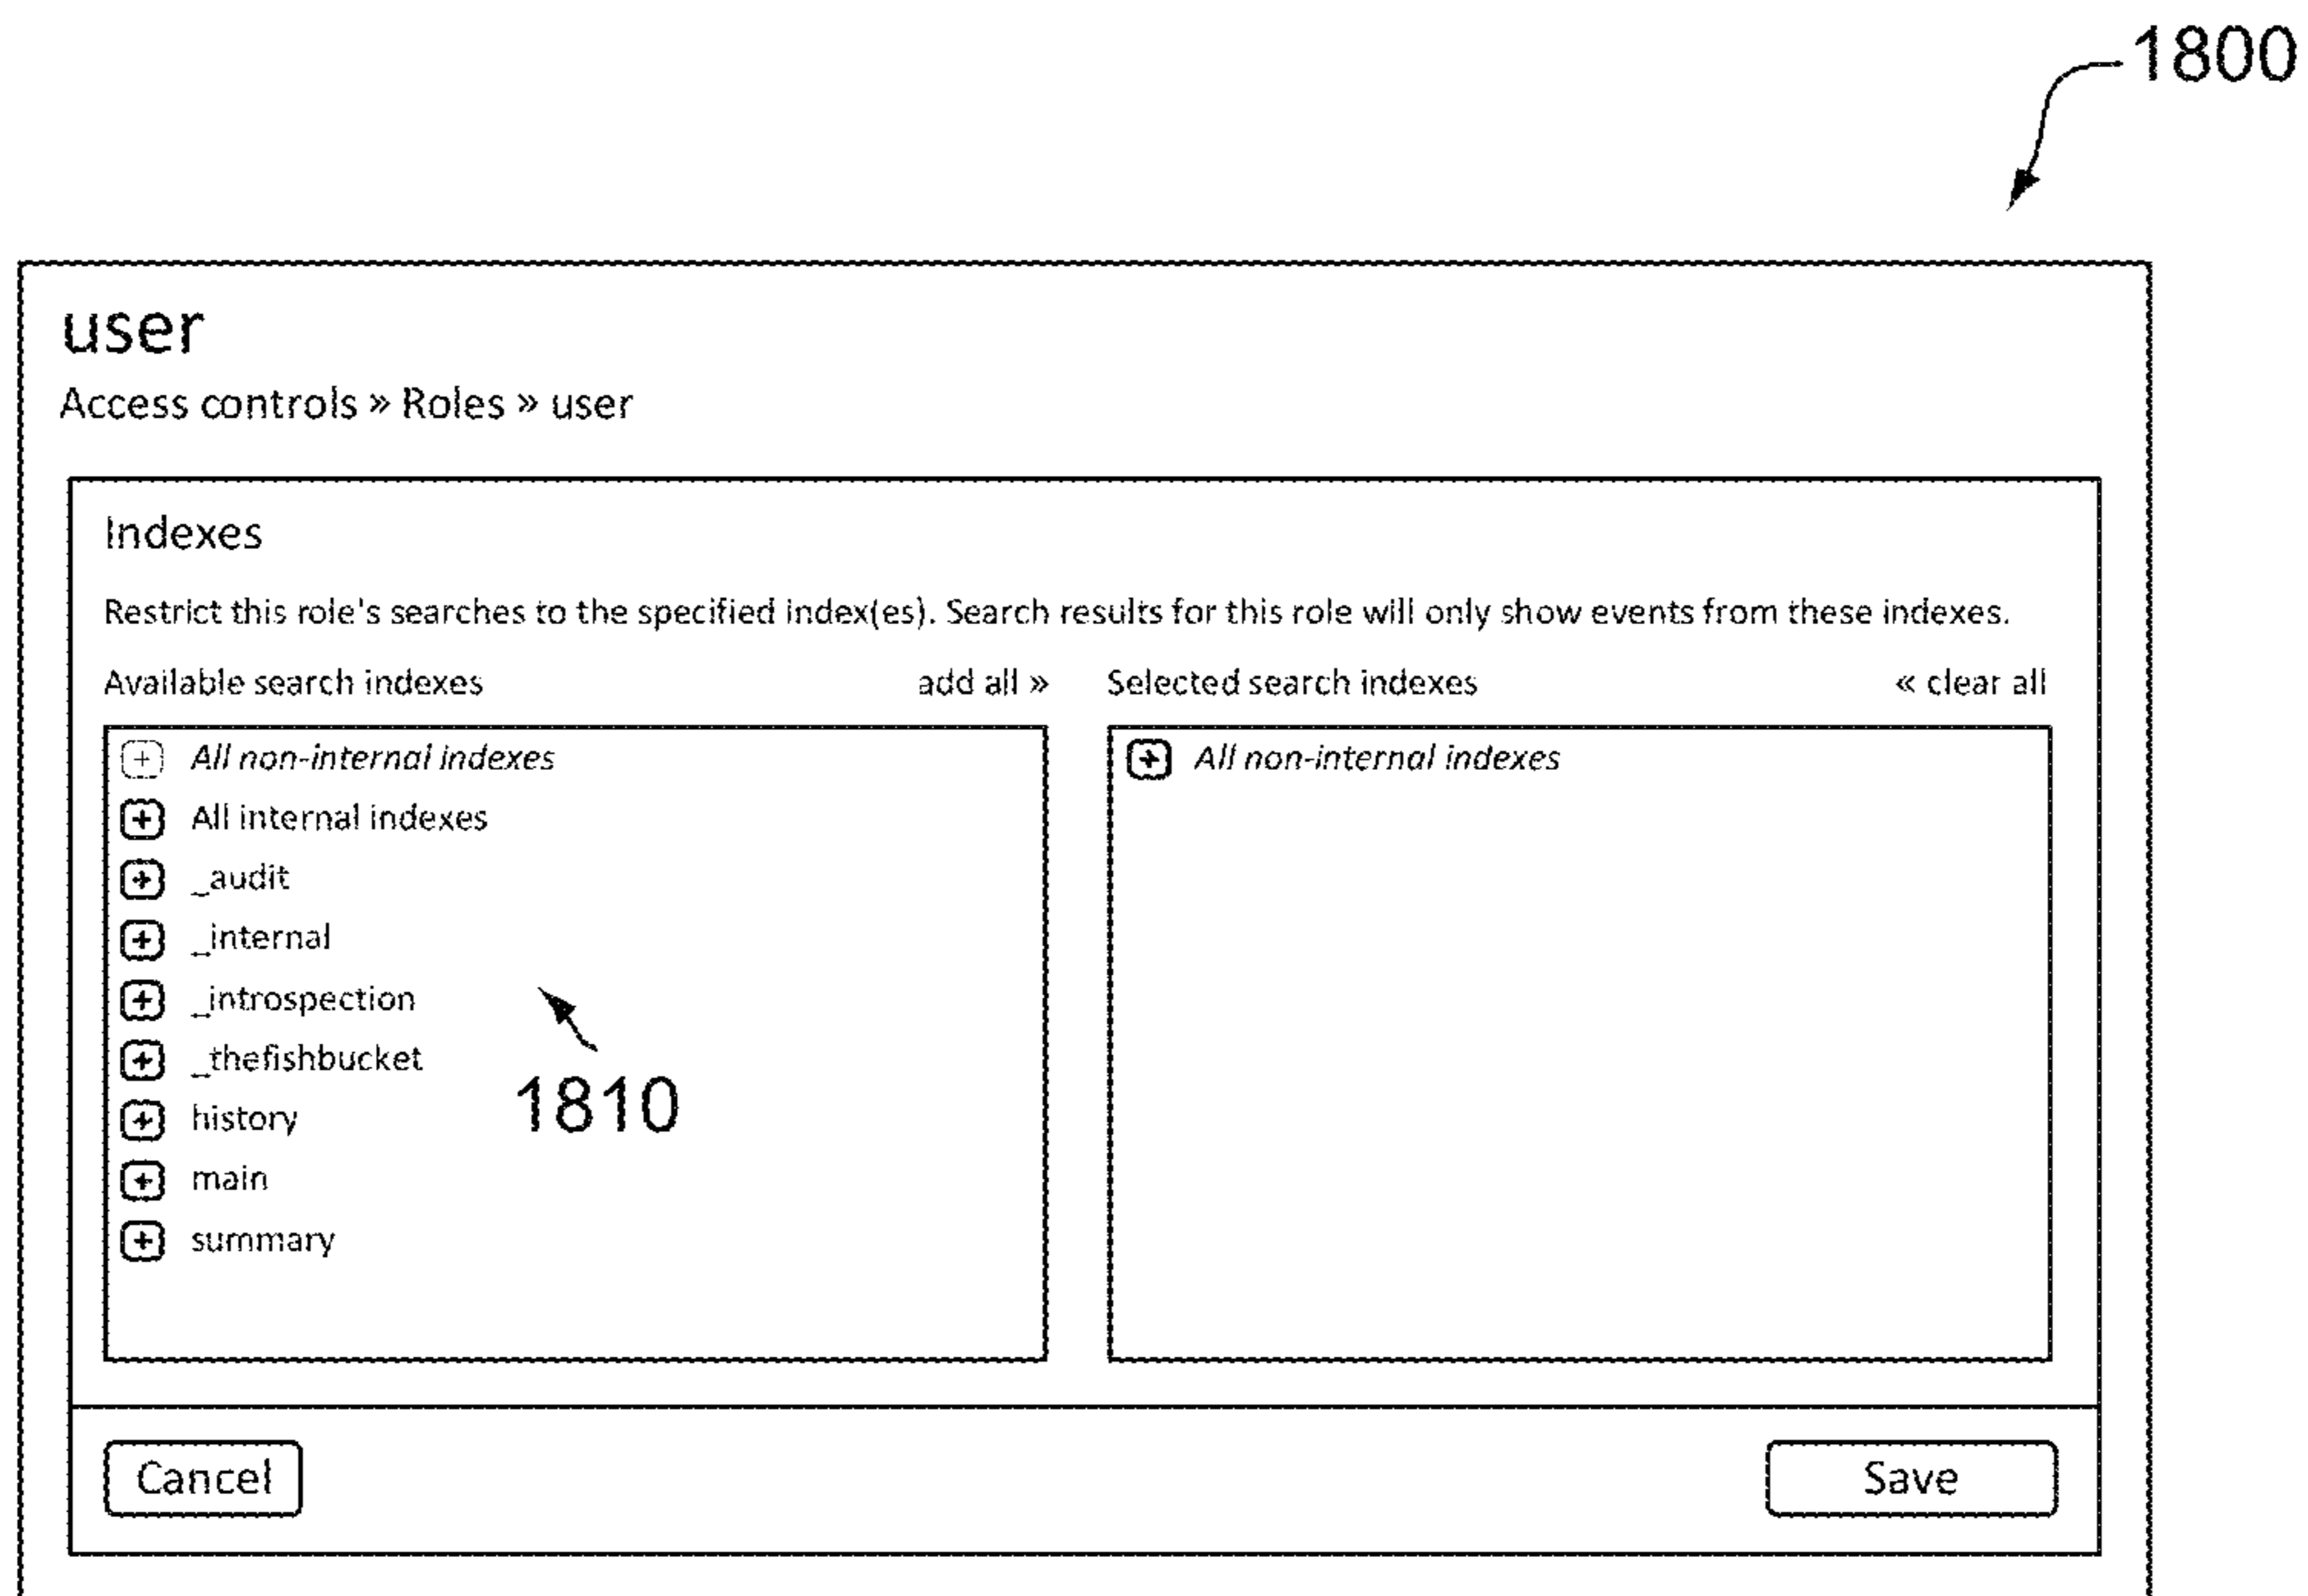 1800
user
Access controls » Roles » user
Indexes
Restrict this role's searches to the specified index(es). Search results for this role will only show events from these indexes.
Available search indexes add all » Selected search indexes « clear all
+ All non-internal indexes
+ All internal indexes
+ _audit
+ _internal
+ _introspection
+ _thefishbucket
+ history
+ main
+ summary
1810
+ All non-internal indexes
Cancel Save